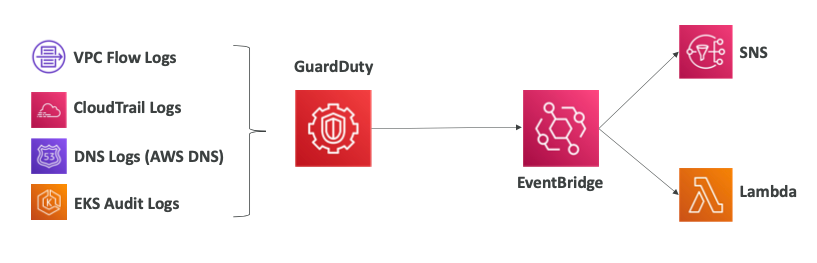 VPC Flow Logs
CloudTrail Logs
DNS Logs (AWS DNS)
53
EKS Audit Logs
K
GuardDuty
EventBridge
SNS
Lambda